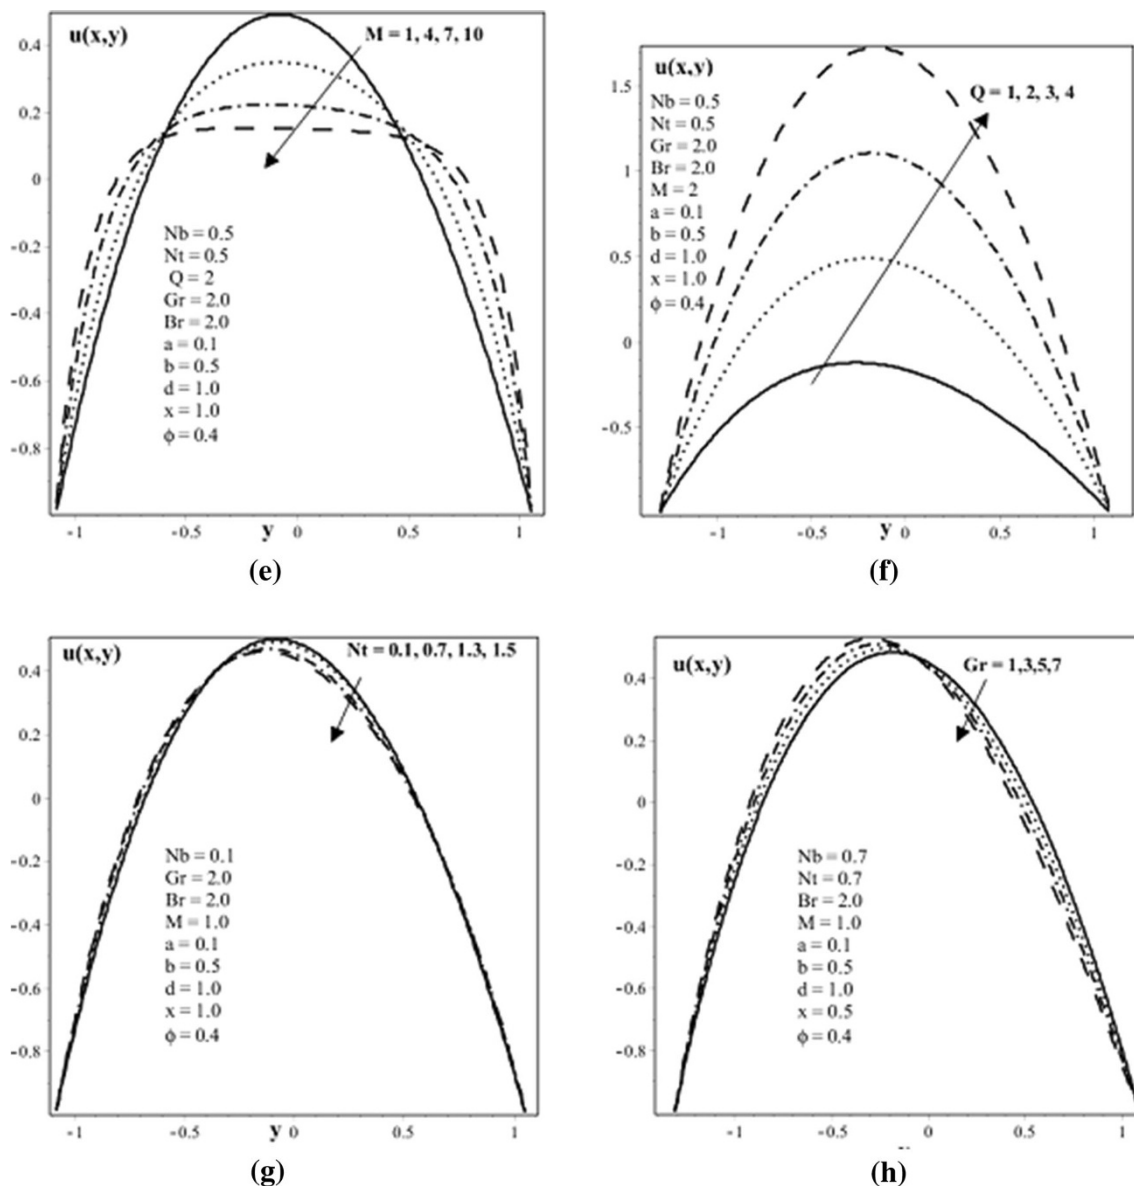 u(x,y)
M = 1, 4, 7, 10
0.4
0.2
0
-0.2
-0.4
-0.6
-0.8
Nb = 0.5
Nt = 0.5
Q = 2
Gr = 2.0
Br = 2.0
a = 0.1
b = 0.5
d = 1.0
x = 1.0
ϕ = 0.4
-1 -0.5 y 0 0.5 1
(e)
u(x,y)
Q = 1, 2, 3, 4
1.5
1
0.5
0
-0.5
Nb = 0.5
Nt = 0.5
Gr = 2.0
Br = 2.0
M = 2
a = 0.1
b = 0.5
d = 1.0
x = 1.0
ϕ = 0.4
-1 -0.5 y 0 0.5 1
(f)
u(x,y)
Nt = 0.1, 0.7, 1.3, 1.5
0.4
0.2
0
-0.2
-0.4
-0.6
-0.8
Nb = 0.1
Gr = 2.0
Br = 2.0
M = 1.0
a = 0.1
b = 0.5
d = 1.0
x = 1.0
ϕ = 0.4
-1 -0.5 y 0 0.5 1
(g)
u(x,y)
Gr = 1,3,5,7
0.4
0.2
0
-0.2
-0.4
-0.6
-0.8
Nb = 0.7
Nt = 0.7
Br = 2.0
M = 1.0
a = 0.1
b = 0.5
d = 1.0
x = 0.5
ϕ = 0.4
-1 -0.5 0 0.5 1
(h)